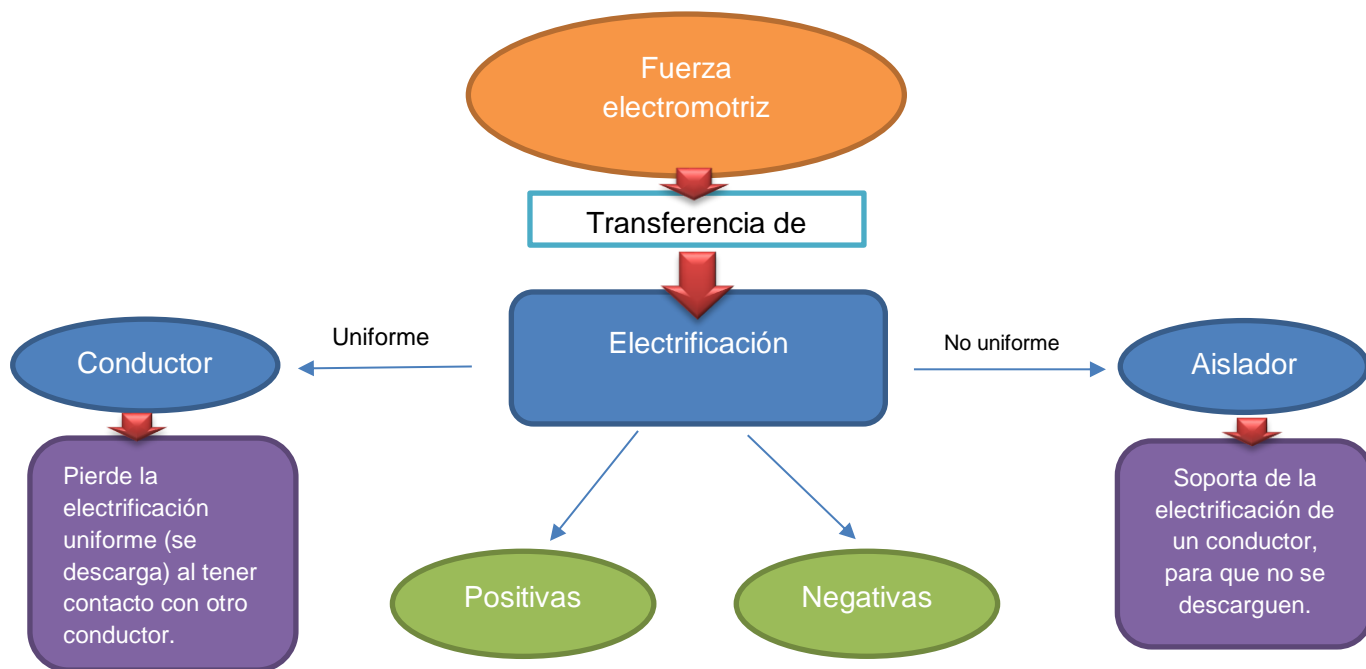 Fuerza
electromotriz
Transferencia de
Electrificación
Uniforme
No uniforme
Conductor
Aislador
Pierde la
electrificación
uniforme (se
descarga) al tener
contacto con otro
conductor.
Soporta de la
electrificación de
un conductor,
para que no se
descarguen.
Positivas
Negativas